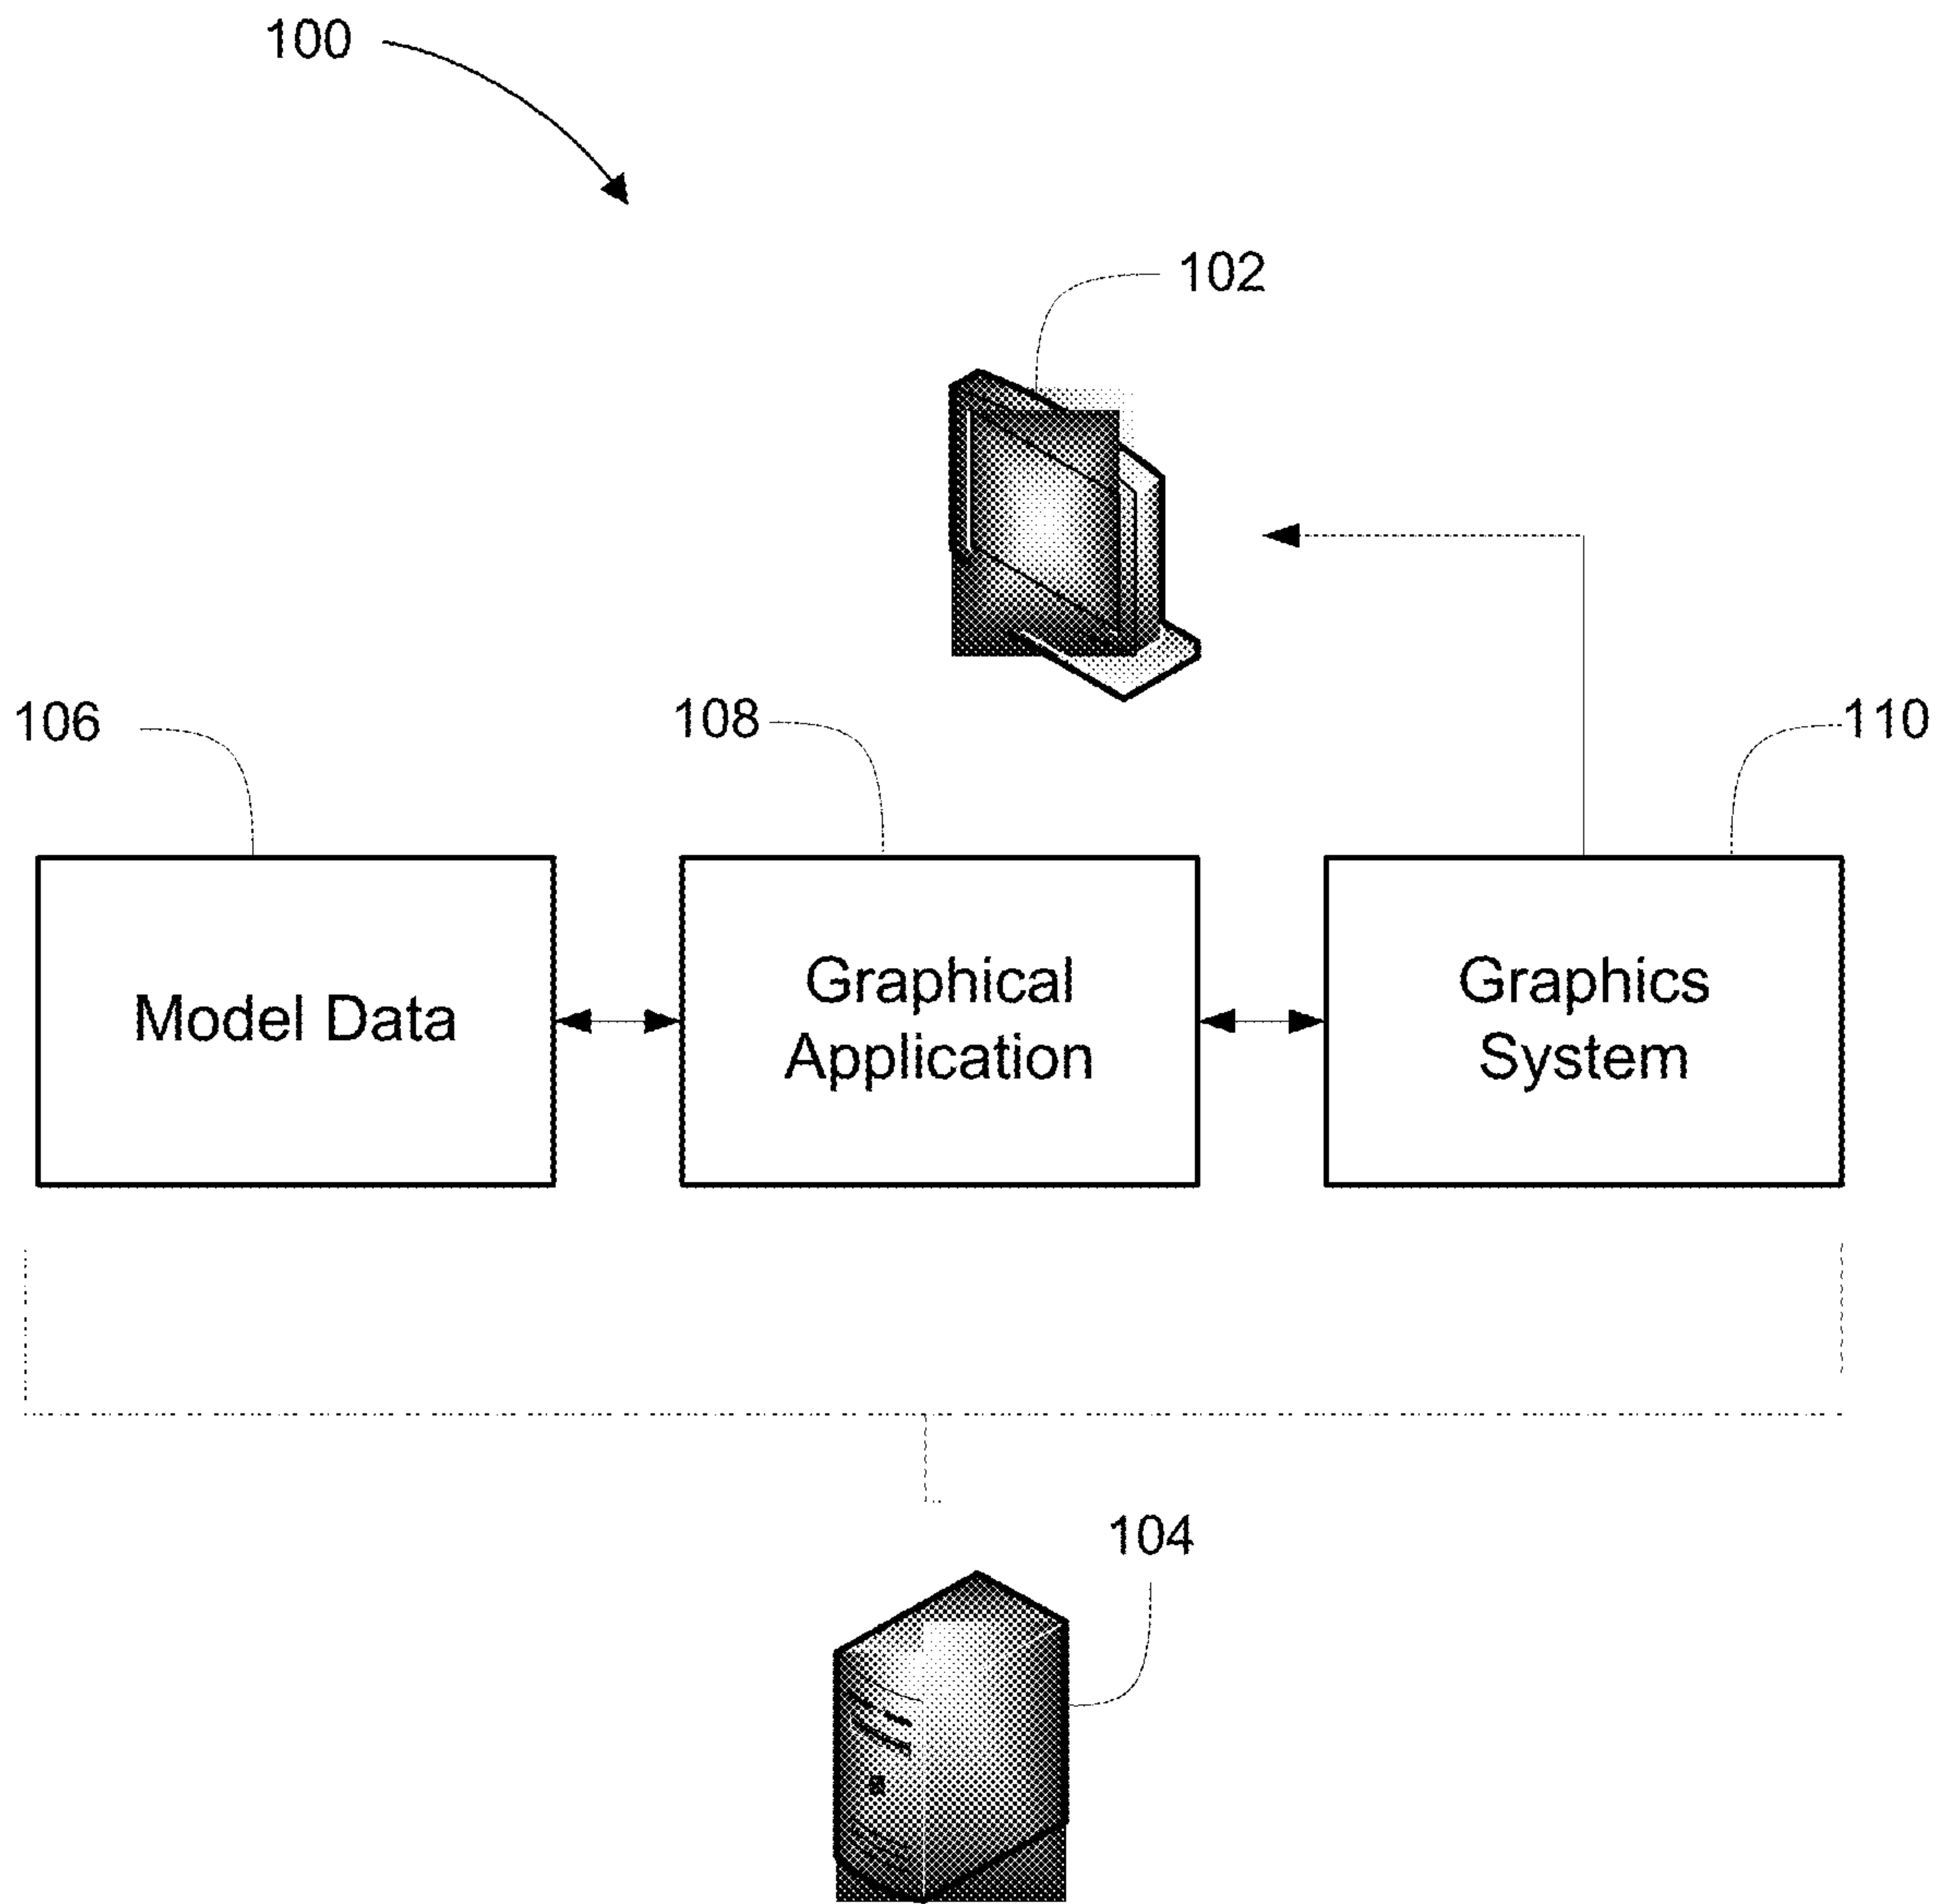 100
102
106
108
110
Model Data
Graphical
Application
Graphics
System
104